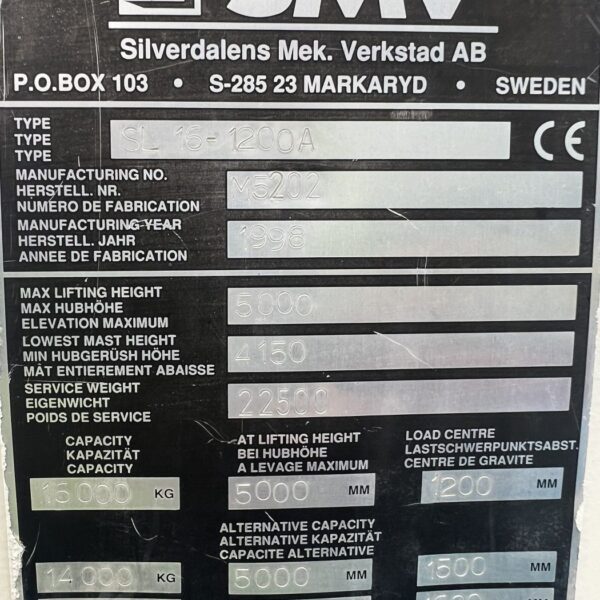 SMV
Silverdalens Mek. Verkstad AB
P.O.BOX 103 • S-285 23 MARKARYD • SWEDEN
TYPE
TYPE SL 16-1200A CE
TYPE
MANUFACTURING NO.
HERSTELL. NR. M5202
NUMÉRO DE FABRICATION
MANUFACTURING YEAR
HERSTELL. JAHR 1998
ANNEE DE FABRICATION
MAX LIFTING HEIGHT
MAX HUBHÖHE 5000
ELEVATION MAXIMUM
LOWEST MAST HEIGHT
MIN HUBGERÜSH HÖHE 4150
MÂT ENTIEREMENT ABAISSE
SERVICE WEIGHT
EIGENWICHT 22500
POIDS DE SERVICE
CAPACITY AT LIFTING HEIGHT LOAD CENTRE
KAPAZITÄT BEI HUBHÖHE LASTSCHWERPUNKTSABST.
CAPACITY A LEVAGE MAXIMUM CENTRE DE GRAVITE
16000 KG 5000 MM 1200 MM
ALTERNATIVE CAPACITY
ALTERNATIVE KAPAZITÄT
CAPACITE ALTERNATIVE
14000 KG 5000 MM 1500 MM